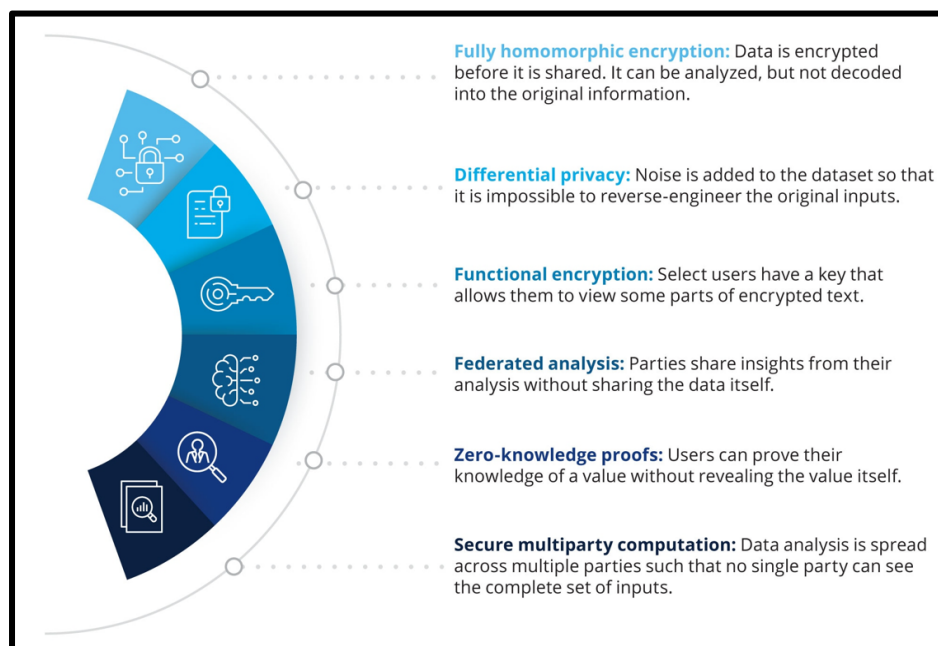 Fully homomorphic encryption: Data is encrypted
before it is shared. It can be analyzed, but not decoded
into the original information.
Differential privacy: Noise is added to the dataset so that
it is impossible to reverse-engineer the original inputs.
Functional encryption: Select users have a key that
allows them to view some parts of encrypted text.
Federated analysis: Parties share insights from their
analysis without sharing the data itself.
Zero-knowledge proofs: Users can prove their
knowledge of a value without revealing the value itself.
Secure multiparty computation: Data analysis is spread
across multiple parties such that no single party can see
the complete set of inputs.